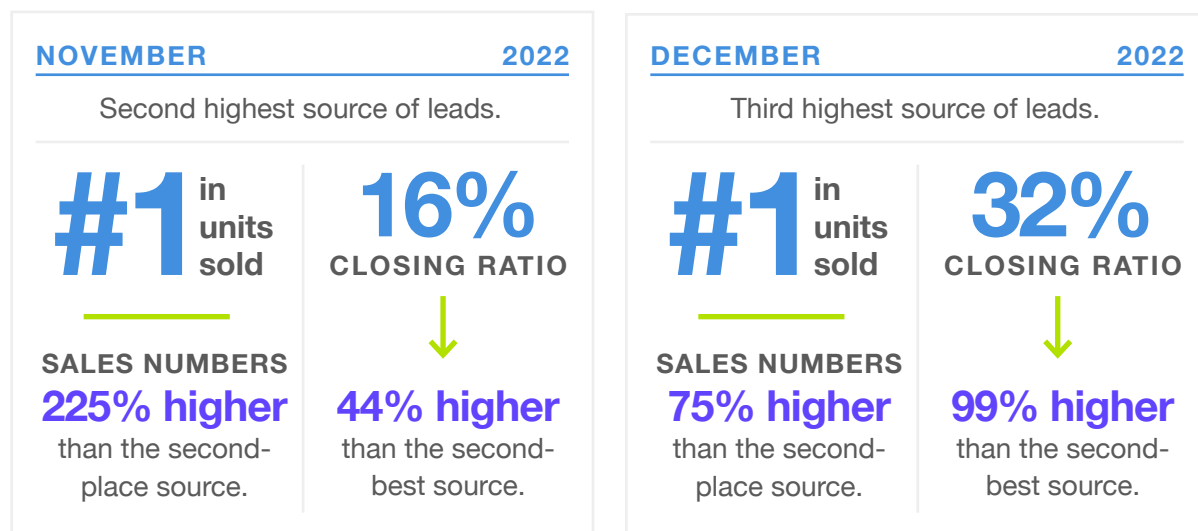 NOVEMBER 2022
Second highest source of leads.
#1 in
units
sold
SALES NUMBERS
225% higher
than the second-
place source.
16%
CLOSING RATIO
44% higher
than the second-
best source.
DECEMBER 2022
Third highest source of leads.
#1 in
units
sold
SALES NUMBERS
75% higher
than the second-
place source.
32%
CLOSING RATIO
99% higher
than the second-
best source.